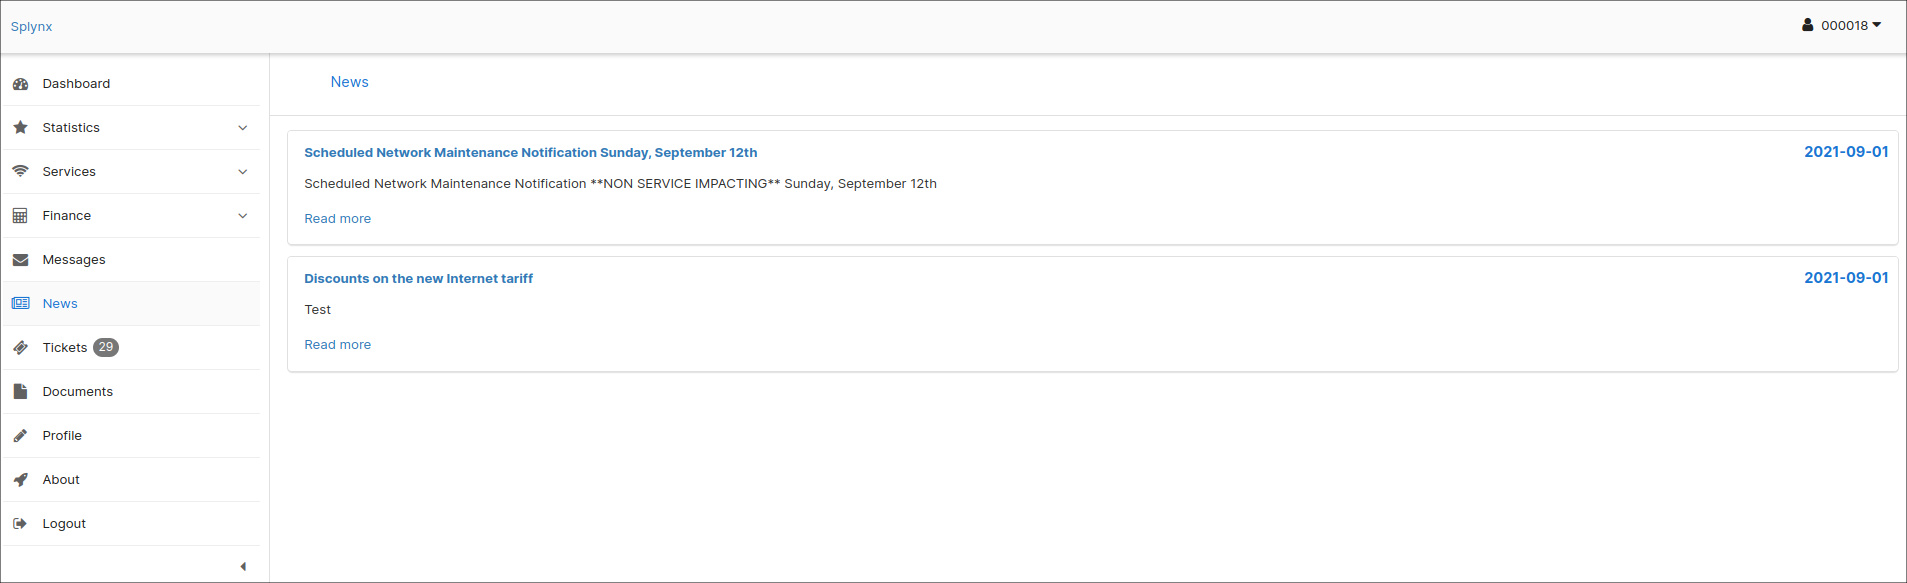 Splynx
000018
Dashboard
Statistics
Services
Finance
Messages
News
Tickets 29
Documents
Profile
About
Logout
News
Scheduled Network Maintenance Notification Sunday, September 12th 2021-09-01
Scheduled Network Maintenance Notification **NON SERVICE IMPACTING** Sunday, September 12th
Read more
Discounts on the new Internet tariff 2021-09-01
Test
Read more